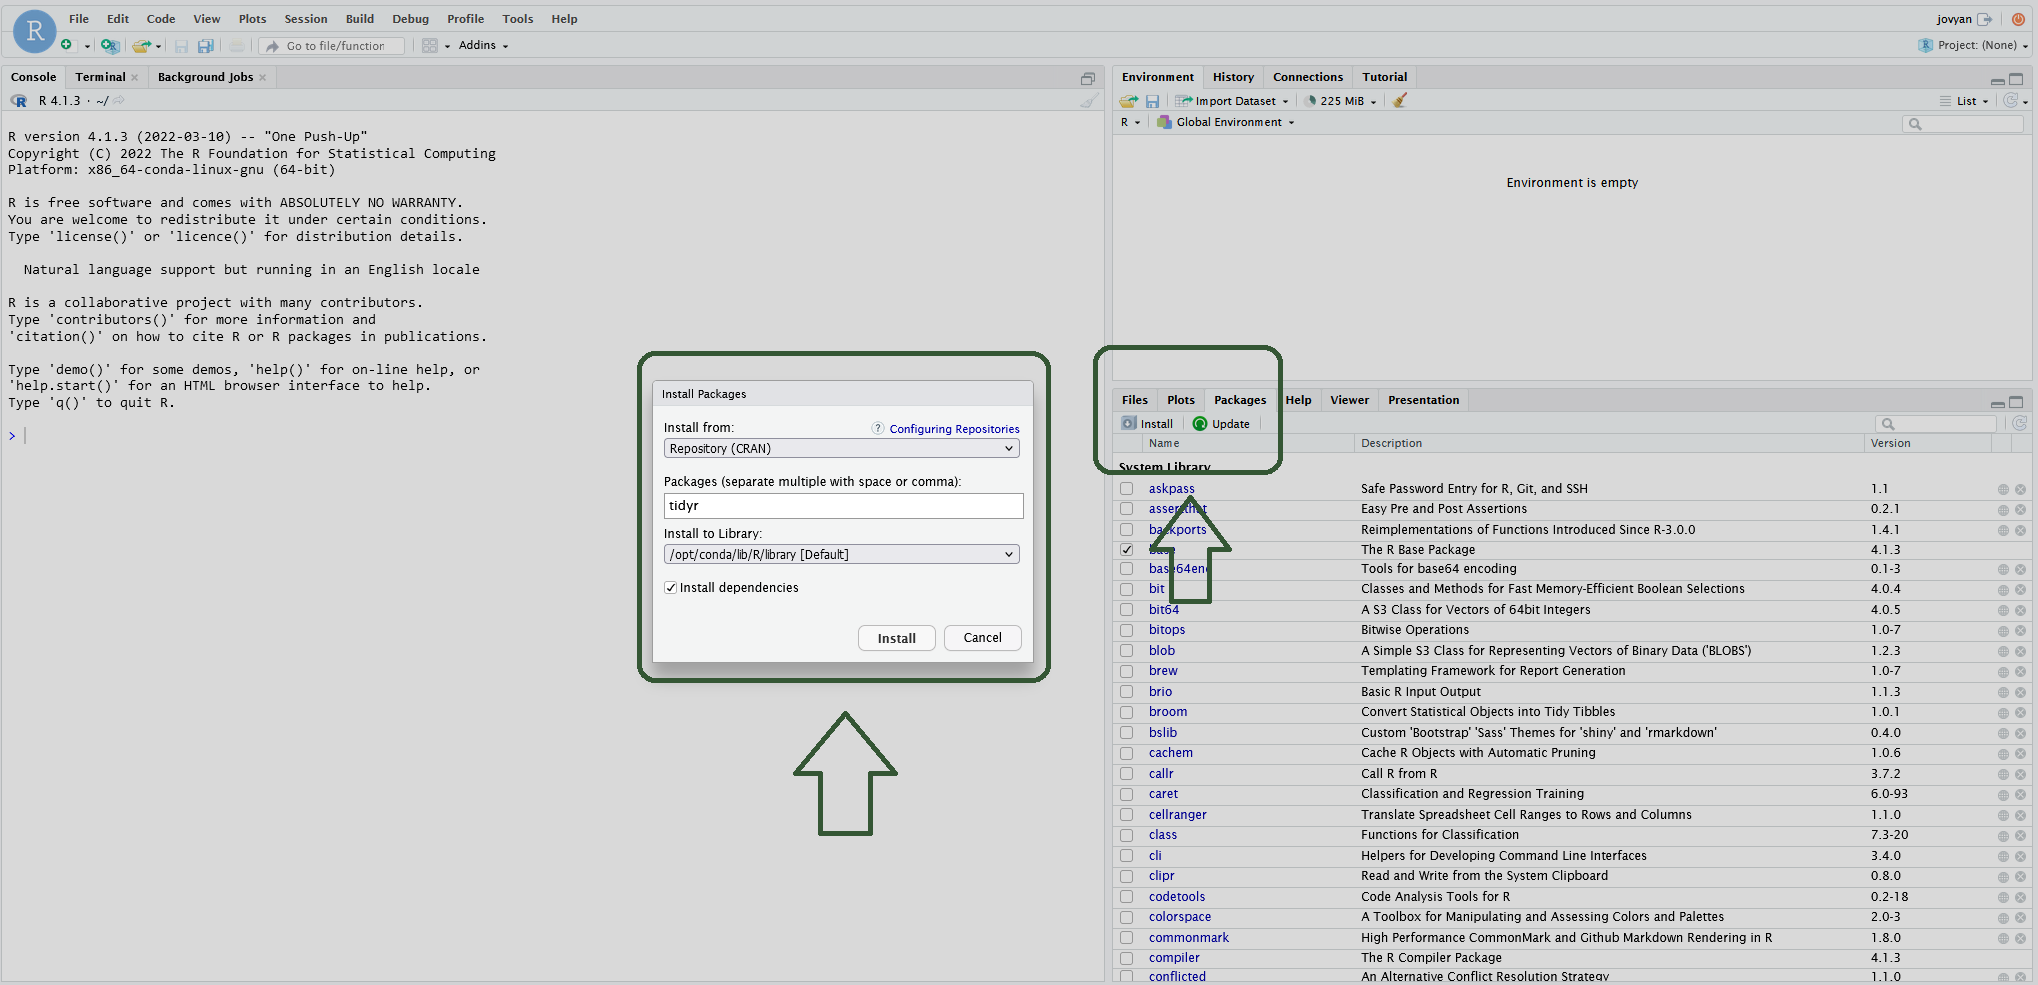 File Edit Code View Plots Session Build Debug Profile Tools Help
jovyan
R
Go to file/function
Addins
Project: (None)
Console Terminal Background Jobs
R 4.1.3 · ~/
R version 4.1.3 (2022-03-10) -- "One Push-Up"
Copyright (C) 2022 The R Foundation for Statistical Computing
Platform: x86_64-conda-linux-gnu (64-bit)
R is free software and comes with ABSOLUTELY NO WARRANTY.
You are welcome to redistribute it under certain conditions.
Type 'license()' or 'licence()' for distribution details.
Natural language support but running in an English locale
R is a collaborative project with many contributors.
Type 'contributors()' for more information and
'citation()' on how to cite R or R packages in publications.
Type 'demo()' for some demos, 'help()' for on-line help, or
'help.start()' for an HTML browser interface to help.
Type 'q()' to quit R.
>
Install Packages
Install from:
? Configuring Repositories
Repository (CRAN)
Packages (separate multiple with space or comma):
tidyr
Install to Library:
/opt/conda/lib/R/library [Default]
Install dependencies
Install Cancel
Environment History Connections Tutorial
Import Dataset 225 MiB
List
R Global Environment
Environment is empty
Files Plots Packages Help Viewer Presentation
Install Update
Name Description Version
System Library
askpass Safe Password Entry for R, Git, and SSH 1.1
assertthat Easy Pre and Post Assertions 0.2.1
backports Reimplementations of Functions Introduced Since R-3.0.0 1.4.1
base The R Base Package 4.1.3
base64enc Tools for base64 encoding 0.1-3
bit Classes and Methods for Fast Memory-Efficient Boolean Selections 4.0.4
bit64 A S3 Class for Vectors of 64bit Integers 4.0.5
bitops Bitwise Operations 1.0-7
blob A Simple S3 Class for Representing Vectors of Binary Data ('BLOBS') 1.2.3
brew Templating Framework for Report Generation 1.0-7
brio Basic R Input Output 1.1.3
broom Convert Statistical Objects into Tidy Tibbles 1.0.1
bslib Custom 'Bootstrap' 'Sass' Themes for 'shiny' and 'rmarkdown' 0.4.0
cachem Cache R Objects with Automatic Pruning 1.0.6
callr Call R from R 3.7.2
caret Classification and Regression Training 6.0-93
cellranger Translate Spreadsheet Cell Ranges to Rows and Columns 1.1.0
class Functions for Classification 7.3-20
cli Helpers for Developing Command Line Interfaces 3.4.0
clipr Read and Write from the System Clipboard 0.8.0
codetools Code Analysis Tools for R 0.2-18
colorspace A Toolbox for Manipulating and Assessing Colors and Palettes 2.0-3
commonmark High Performance CommonMark and Github Markdown Rendering in R 1.8.0
compiler The R Compiler Package 4.1.3
conflicted An Alternative Conflict Resolution Strategy 1.1.0